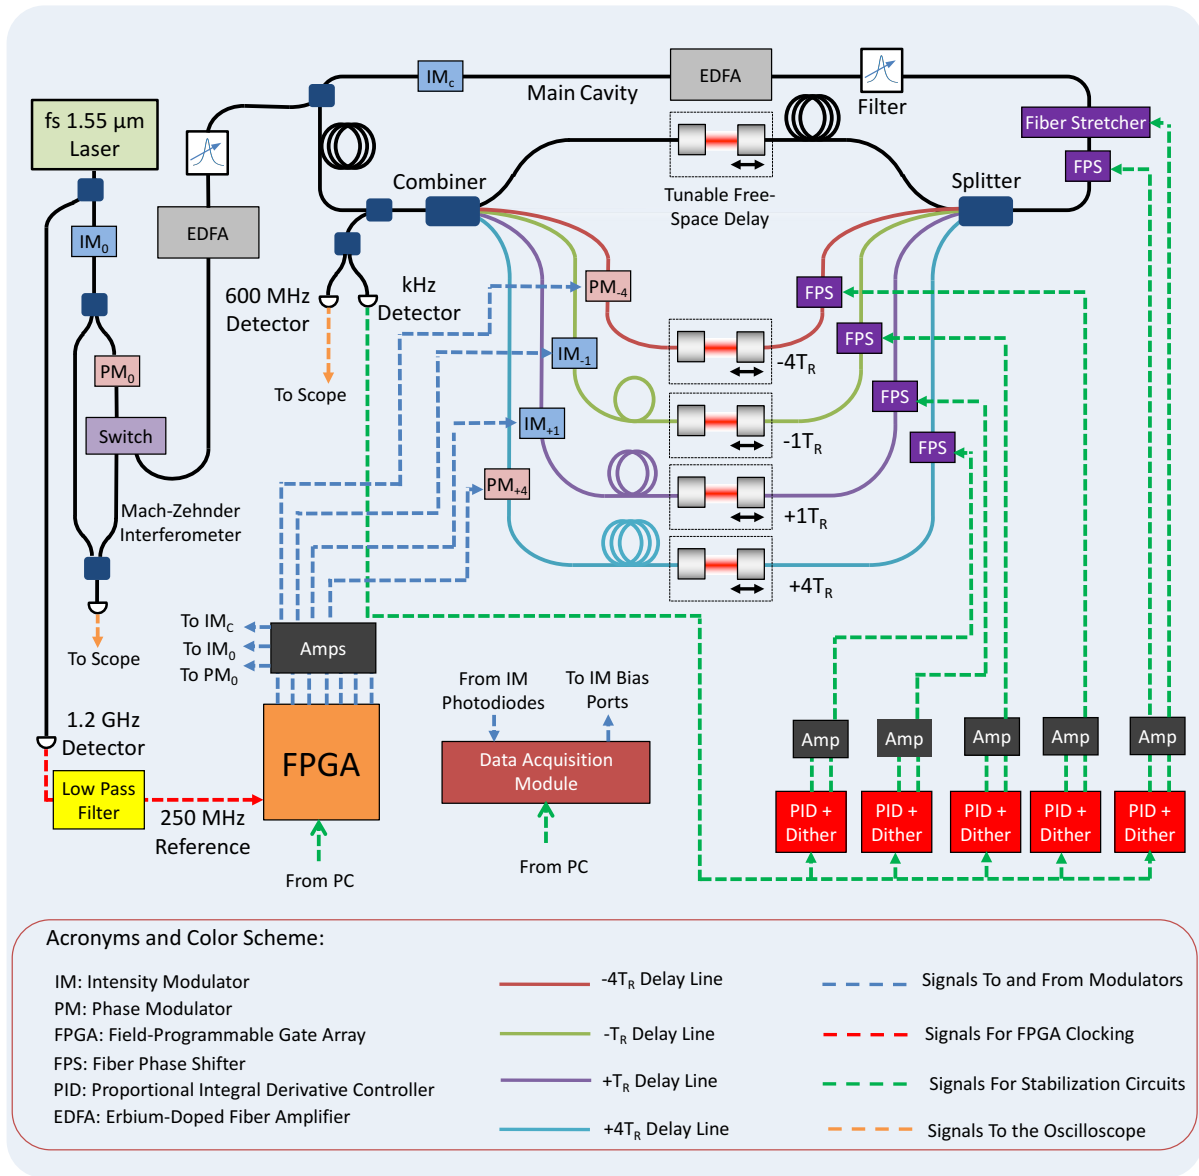 IMc
EDFA
Main Cavity
Filter
fs 1.55 µm
Laser
Fiber Stretcher
FPS
Combiner
Tunable Free-
Space Delay
Splitter
IM0
EDFA
600 MHz
Detector
kHz
Detector
PM-4
FPS
-4TR
FPS
IM-1
PM0
To Scope
FPS
-1TR
Switch
IM+1
FPS
PM+4
+1TR
Mach-Zehnder
Interferometer
+4TR
To Scope
To IMC
To IM0
To PM0
Amps
From IM
Photodiodes
To IM Bias
Ports
1.2 GHz
Detector
FPGA
Data Acquisition
Module
Amp
Amp
Amp
Amp
Amp
Low Pass
Filter
250 MHz
Reference
PID +
Dither
PID +
Dither
PID +
Dither
PID +
Dither
PID +
Dither
From PC
From PC
Acronyms and Color Scheme:
IM: Intensity Modulator
PM: Phase Modulator
FPGA: Field-Programmable Gate Array
FPS: Fiber Phase Shifter
PID: Proportional Integral Derivative Controller
EDFA: Erbium-Doped Fiber Amplifier
-4TR Delay Line
-TR Delay Line
+TR Delay Line
+4TR Delay Line
Signals To and From Modulators
Signals For FPGA Clocking
Signals For Stabilization Circuits
Signals To the Oscilloscope